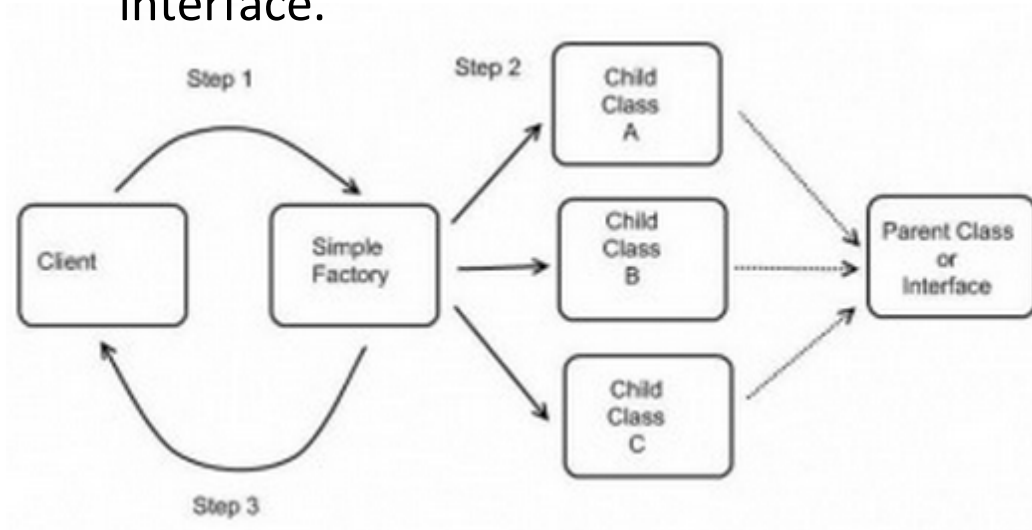 interface.
Step 1
Step 2
Child
Class
A
Client
Simple
Factory
Child
Class
B
Parent Class
or
Interface
Child
Class
C
Step 3